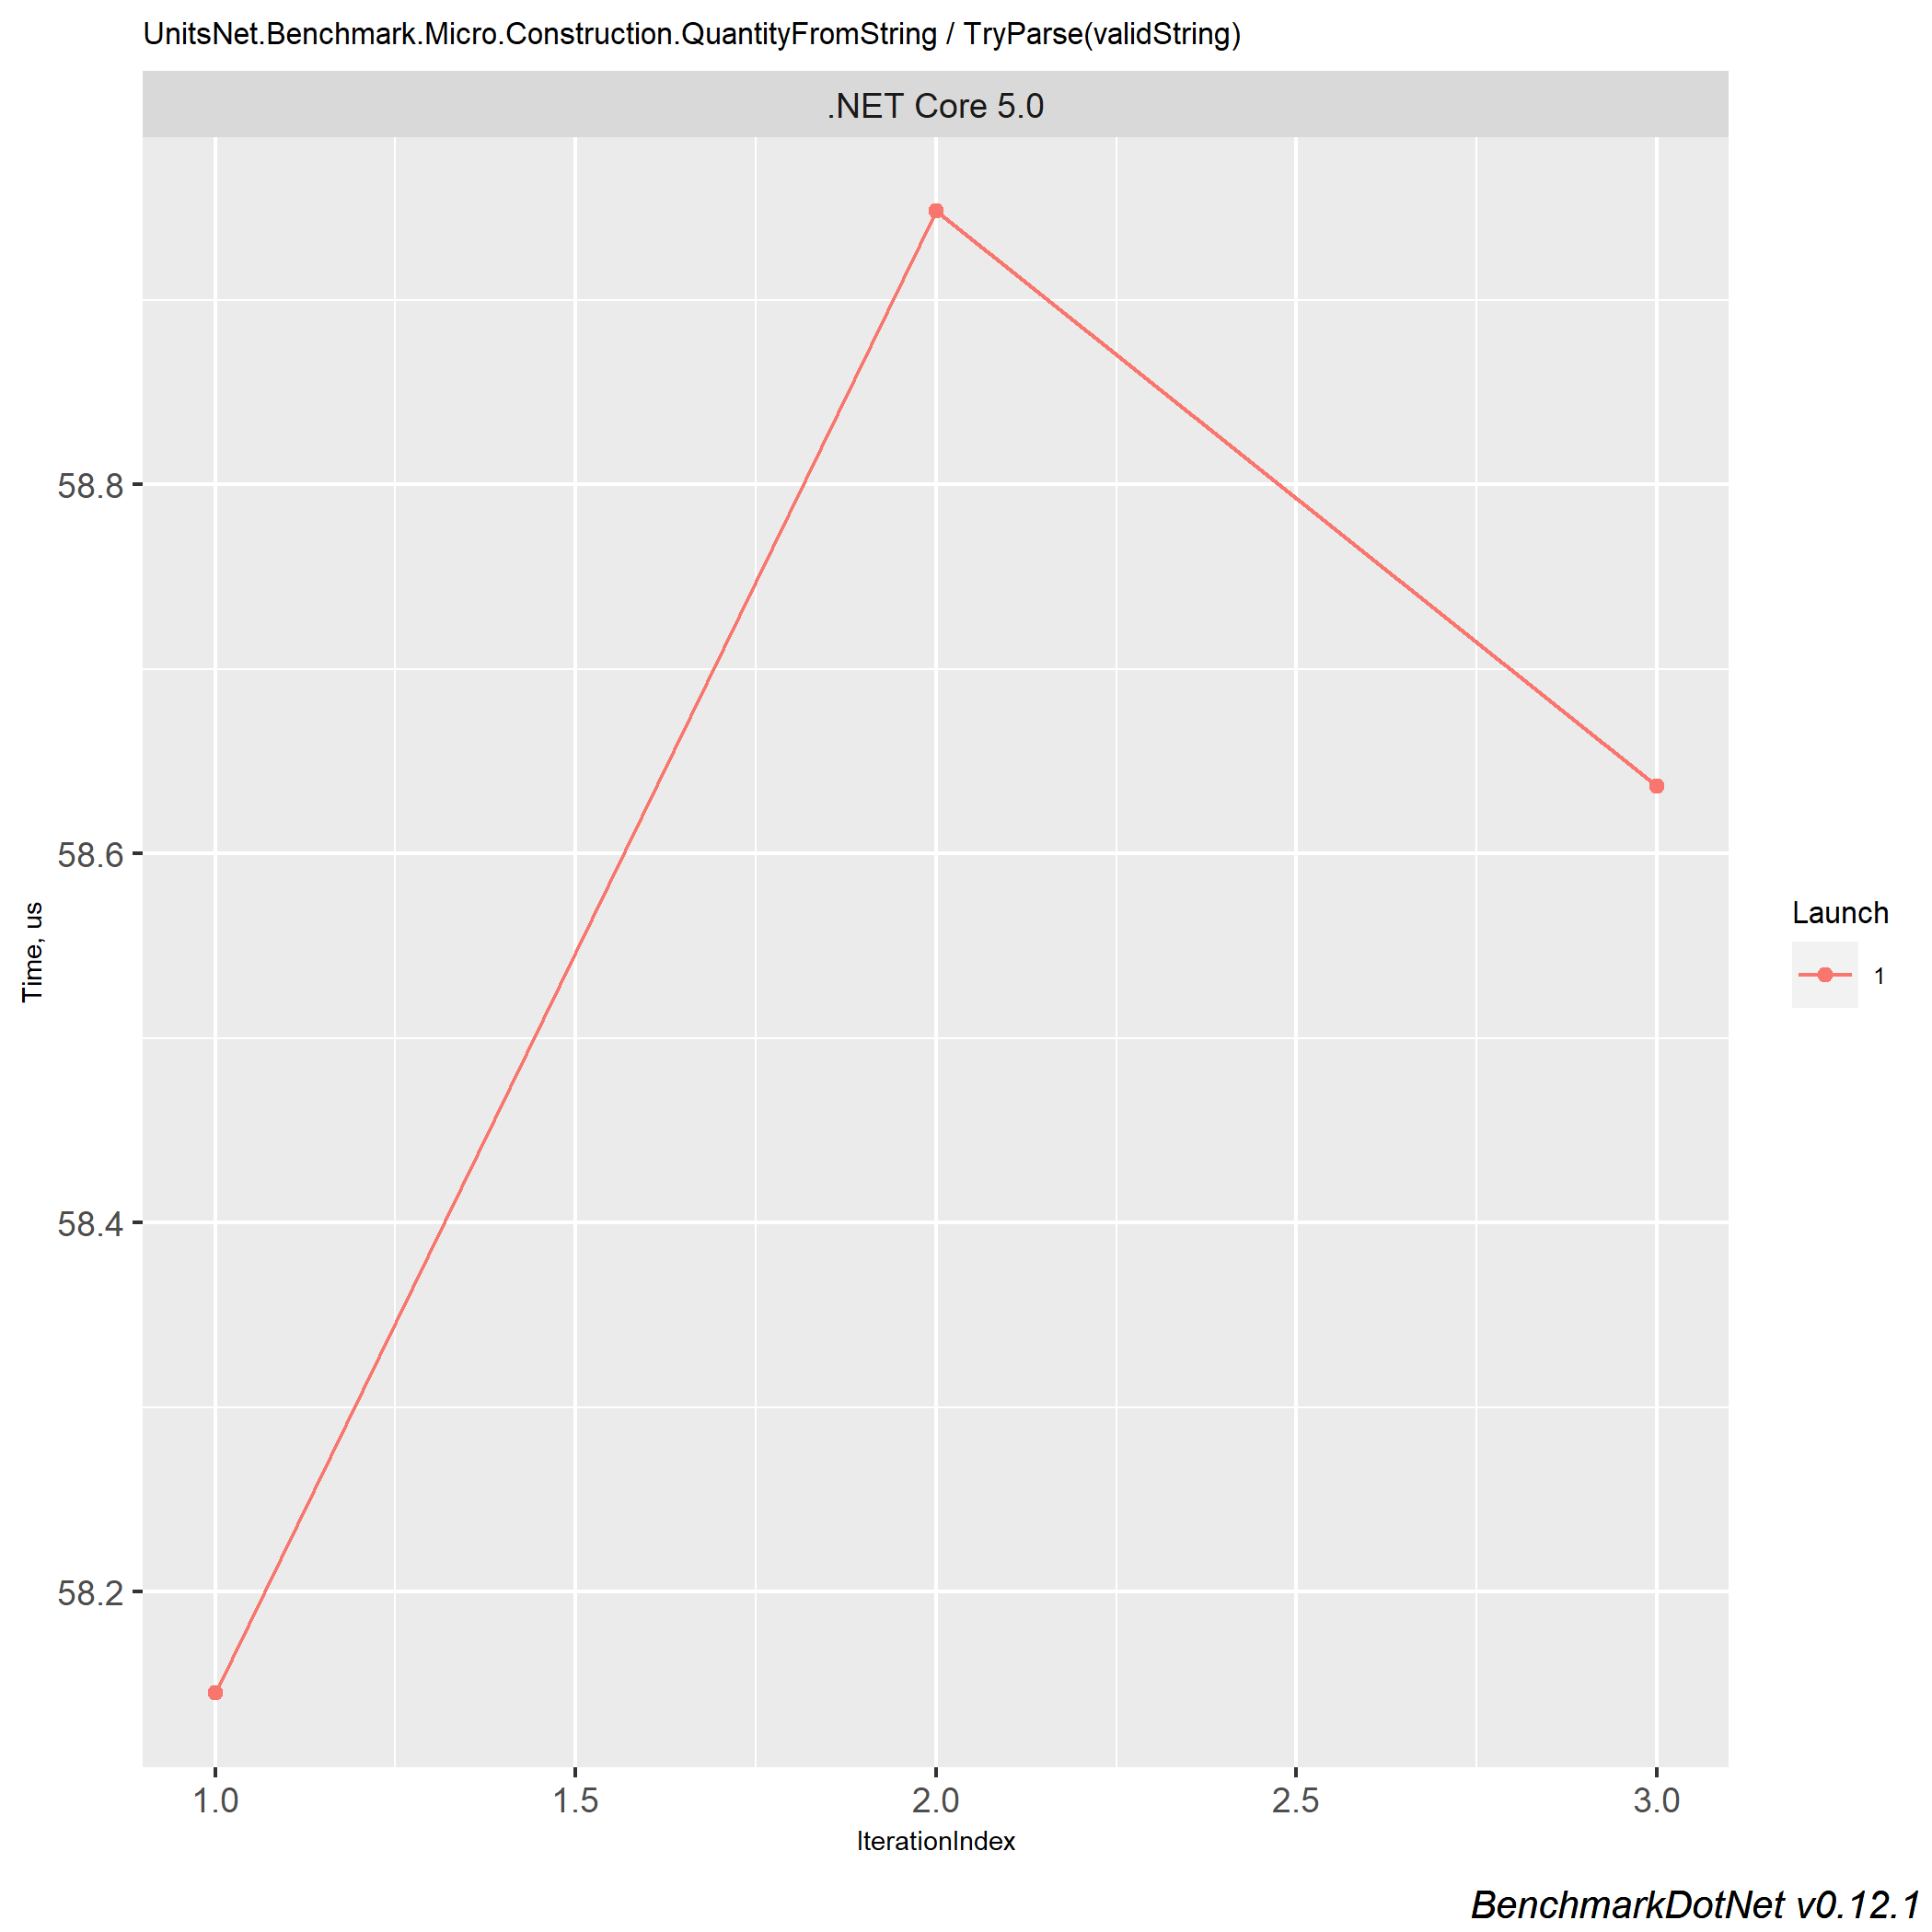 UnitsNet.Benchmark.Micro.Construction.QuantityFromString / TryParse(validString)
.NET Core 5.0
58.8
58.6
58.4
58.2
Time, us
1.0 1.5 2.0 2.5 3.0
IterationIndex
Launch
1
BenchmarkDotNet v0.12.1